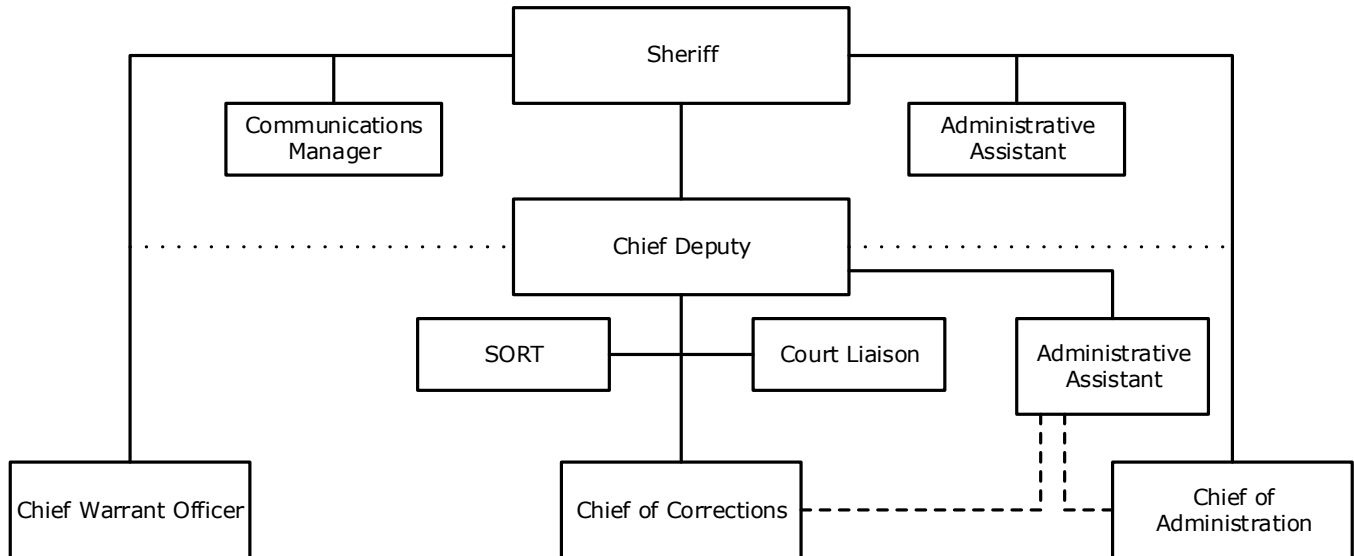 Sheriff
Communications
Manager
Administrative
Assistant
Chief Deputy
SORT
Court Liaison
Administrative
Assistant
Chief Warrant Officer
Chief of Corrections
Chief of
Administration